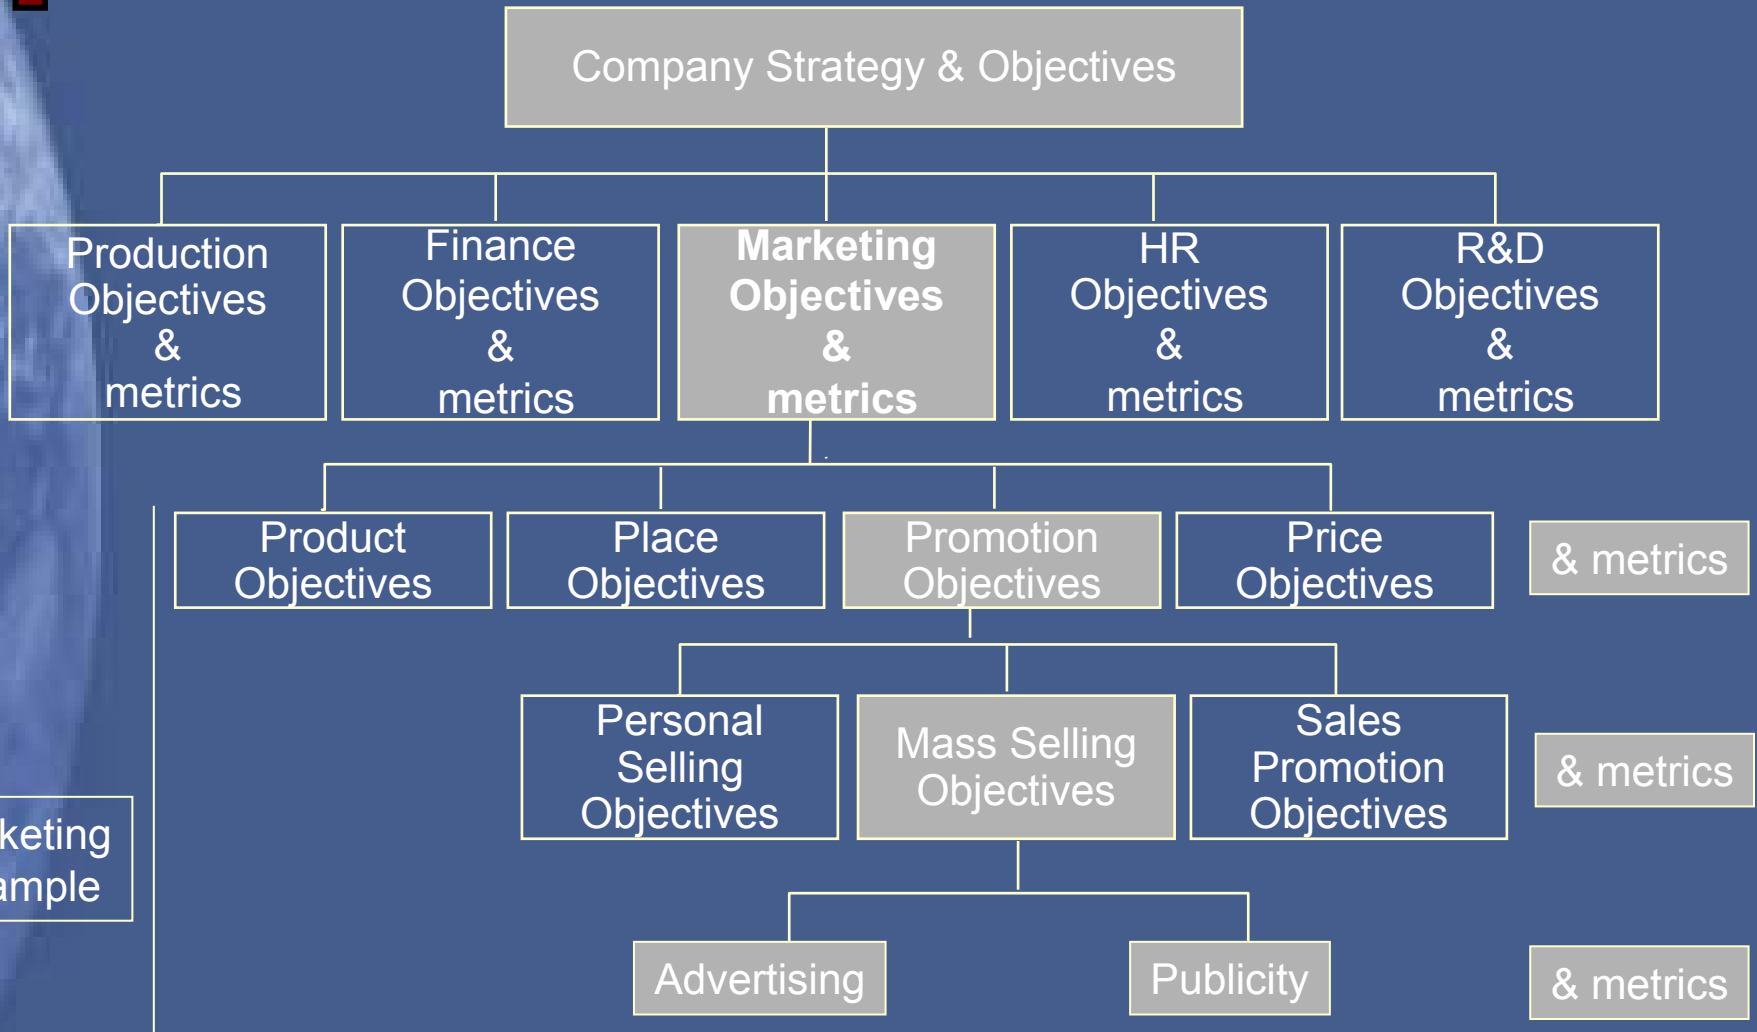 Company Strategy & Objectives
Production
Objectives
&
metrics
Finance
Objectives
&
metrics
Marketing
Objectives
&
metrics
HR
Objectives
&
metrics
R&D
Objectives
&
metrics
Product
Objectives
Place
Objectives
Promotion
Objectives
Price
Objectives
& metrics
Personal
Selling
Objectives
Mass Selling
Objectives
Sales
Promotion
Objectives
& metrics
keting
ample
Advertising
Publicity
& metrics